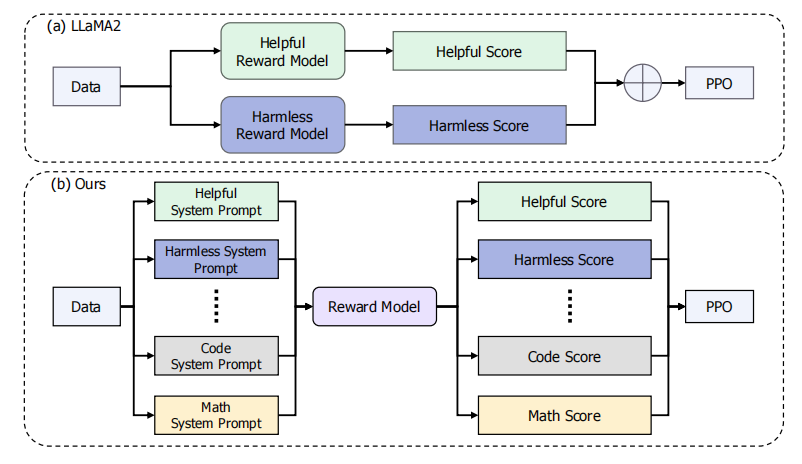 (a) LLaMA2
Data
Helpful
Reward Model
Helpful Score
Harmless
Reward Model
Harmless Score
PPO
(b) Ours
Data
Helpful
System Prompt
Harmless System
Prompt
Code
System Prompt
Math
System Prompt
Reward Model
Helpful Score
Harmless Score
Code Score
Math Score
PPO